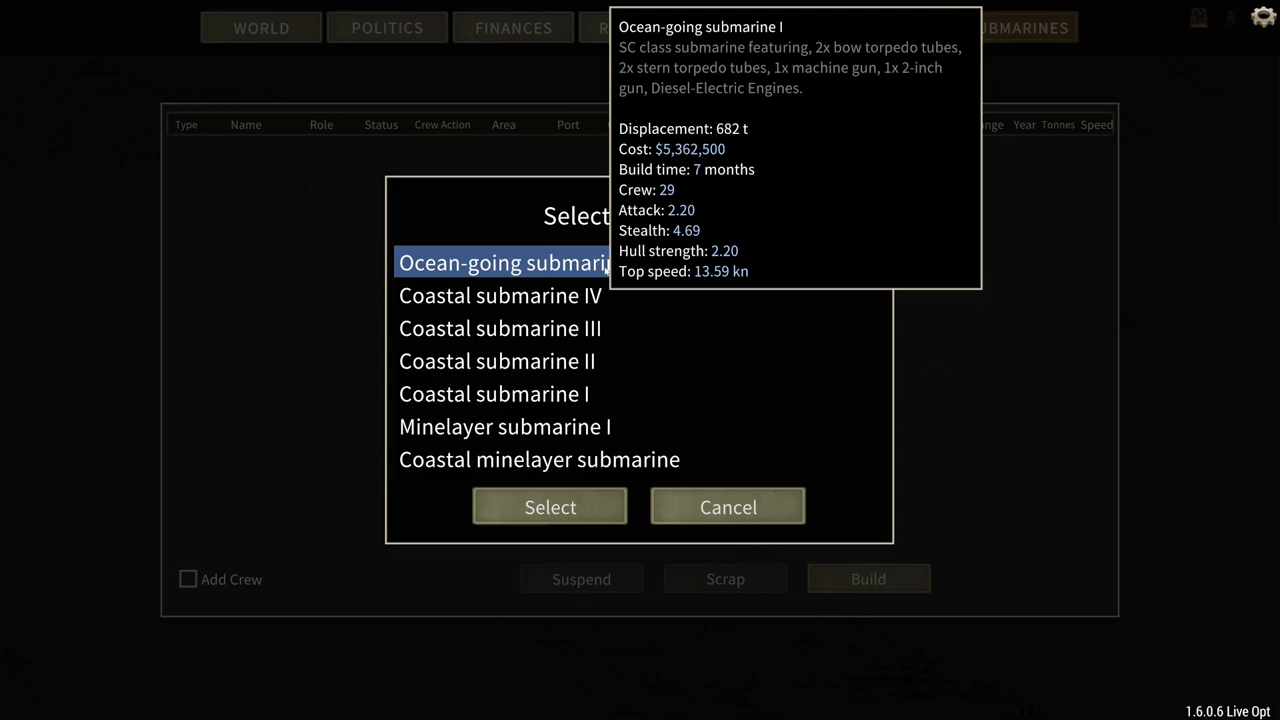 WORLD
POLITICS
FINANCES
R
UBMARINES
Ocean-going submarine I
SC class submarine featuring, 2x bow torpedo tubes,
2x stern torpedo tubes, 1x machine gun, 1x 2-inch
gun, Diesel-Electric Engines.
Displacement: 682 t
Cost: $5,362,500
Build time: 7 months
Crew: 29
Attack: 2.20
Stealth: 4.69
Hull strength: 2.20
Top speed: 13.59 kn
Type Name Role Status Crew Action Area Port ange Year Tonnes Speed
Select
Ocean-going submarin
Coastal submarine IV
Coastal submarine III
Coastal submarine II
Coastal submarine I
Minelayer submarine I
Coastal minelayer submarine
Select Cancel
Add Crew Suspend Scrap Build
1.6.0.6 Live Opt